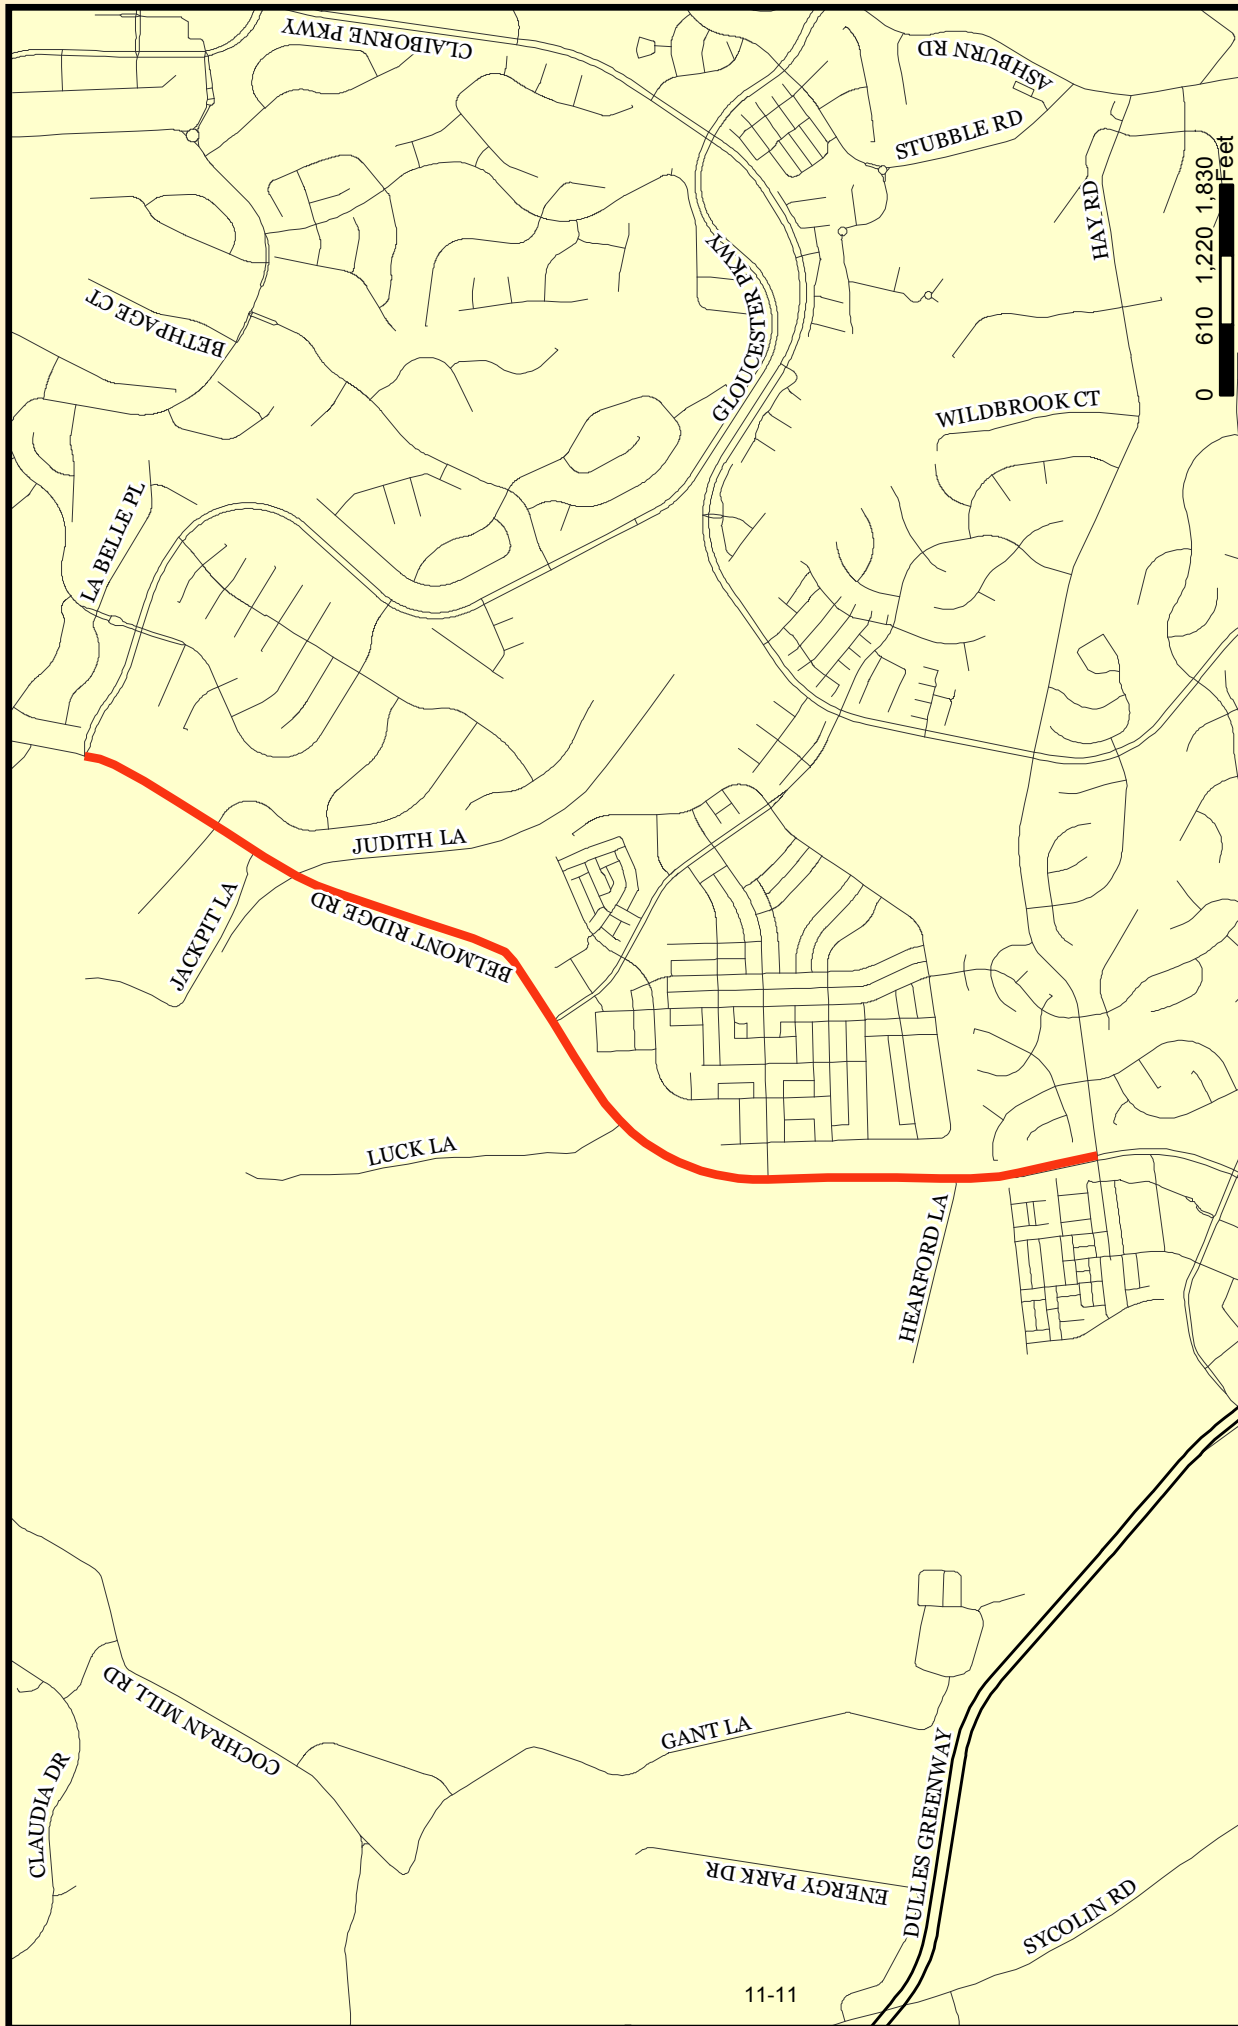 CLAIBORNE PKWY
ASHBURN RD
STUBBLE RD
HAY RD
0 610 1,220 1,830
Feet
GLOUCESTER PKWY
BETHPAGE CT
WILDBROOK CT
LA BELLE PL
JUDITH LA
JACKPIT LA
BELMONT RIDGE RD
LUCK LA
HEARFORD LA
COCHRAN MILL RD
CLAUDIA DR
GANT LA
ENERGY PARK DR
DULLES GREENWAY
SYCOLIN RD
11-11